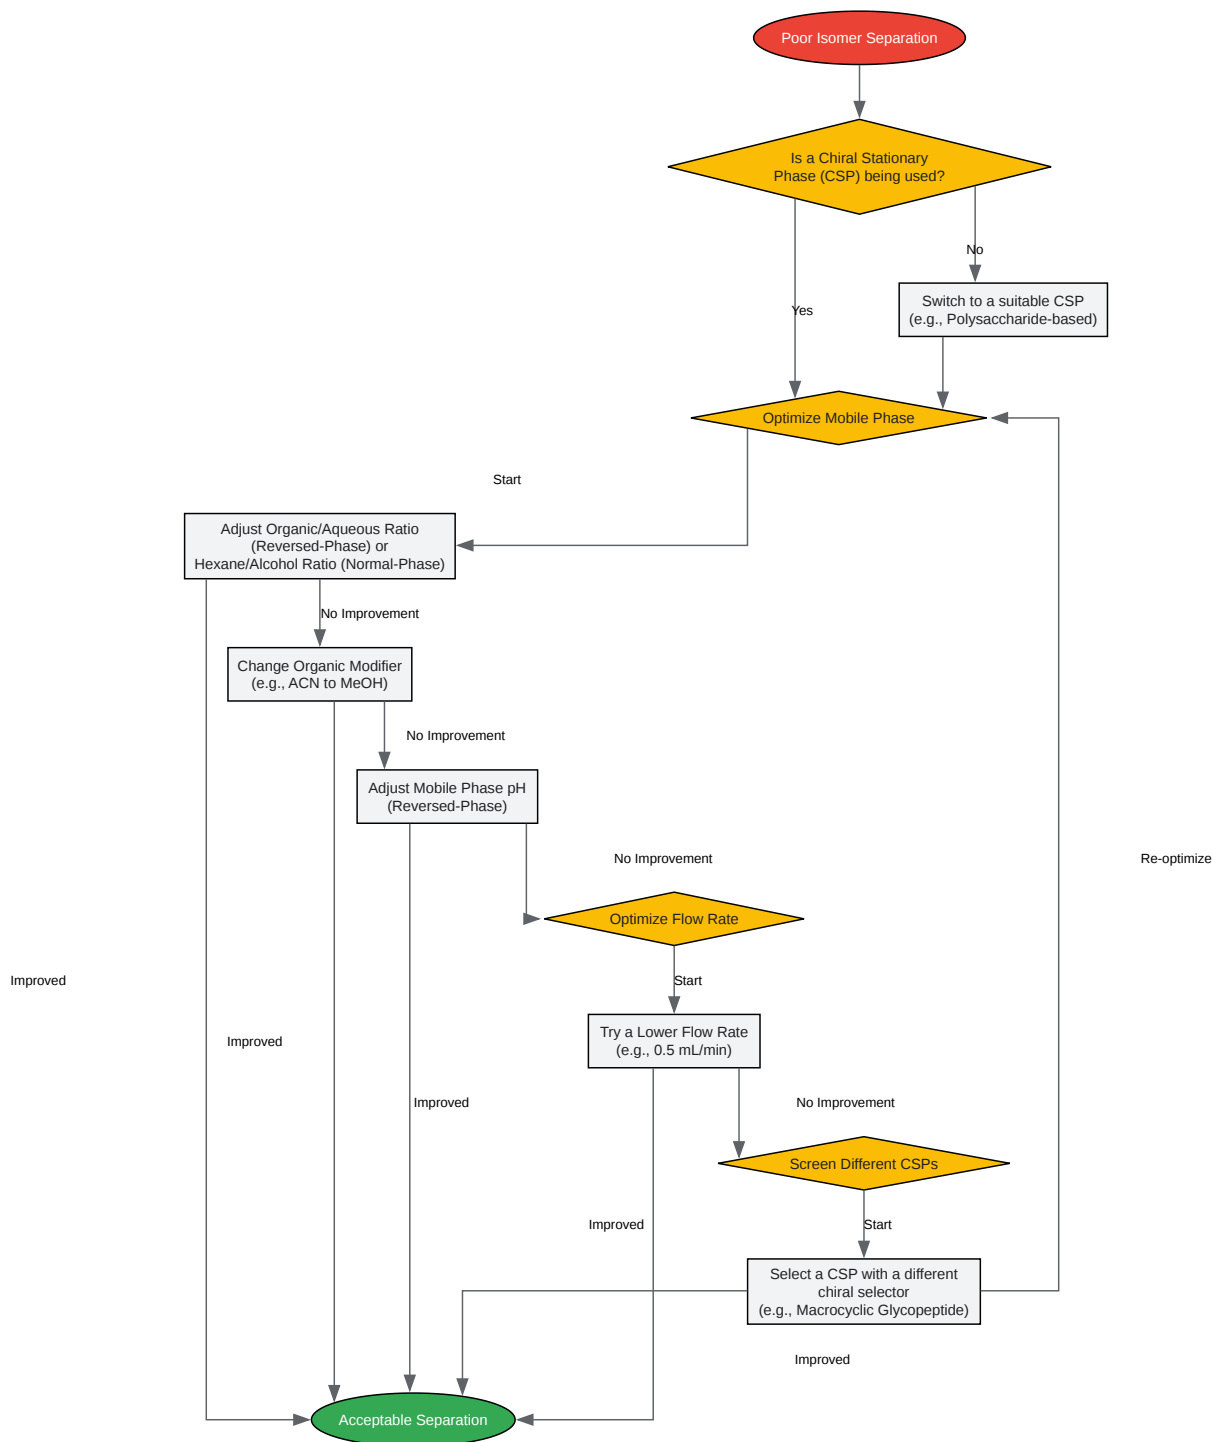 Poor Isomer Separation
Is a Chiral Stationary
Phase (CSP) being used?
No
Switch to a suitable CSP
(e.g., Polysaccharide-based)
Yes
Optimize Mobile Phase
Start
Adjust Organic/Aqueous Ratio
(Reversed-Phase) or
Hexane/Alcohol Ratio (Normal-Phase)
No Improvement
Change Organic Modifier
(e.g., ACN to MeOH)
No Improvement
Adjust Mobile Phase pH
(Reversed-Phase)
No Improvement
Re-optimize
Optimize Flow Rate
Improved
Start
Try a Lower Flow Rate
(e.g., 0.5 mL/min)
Improved
Improved
No Improvement
Screen Different CSPs
Improved
Start
Select a CSP with a different
chiral selector
(e.g., Macrocyclic Glycopeptide)
Improved
Acceptable Separation